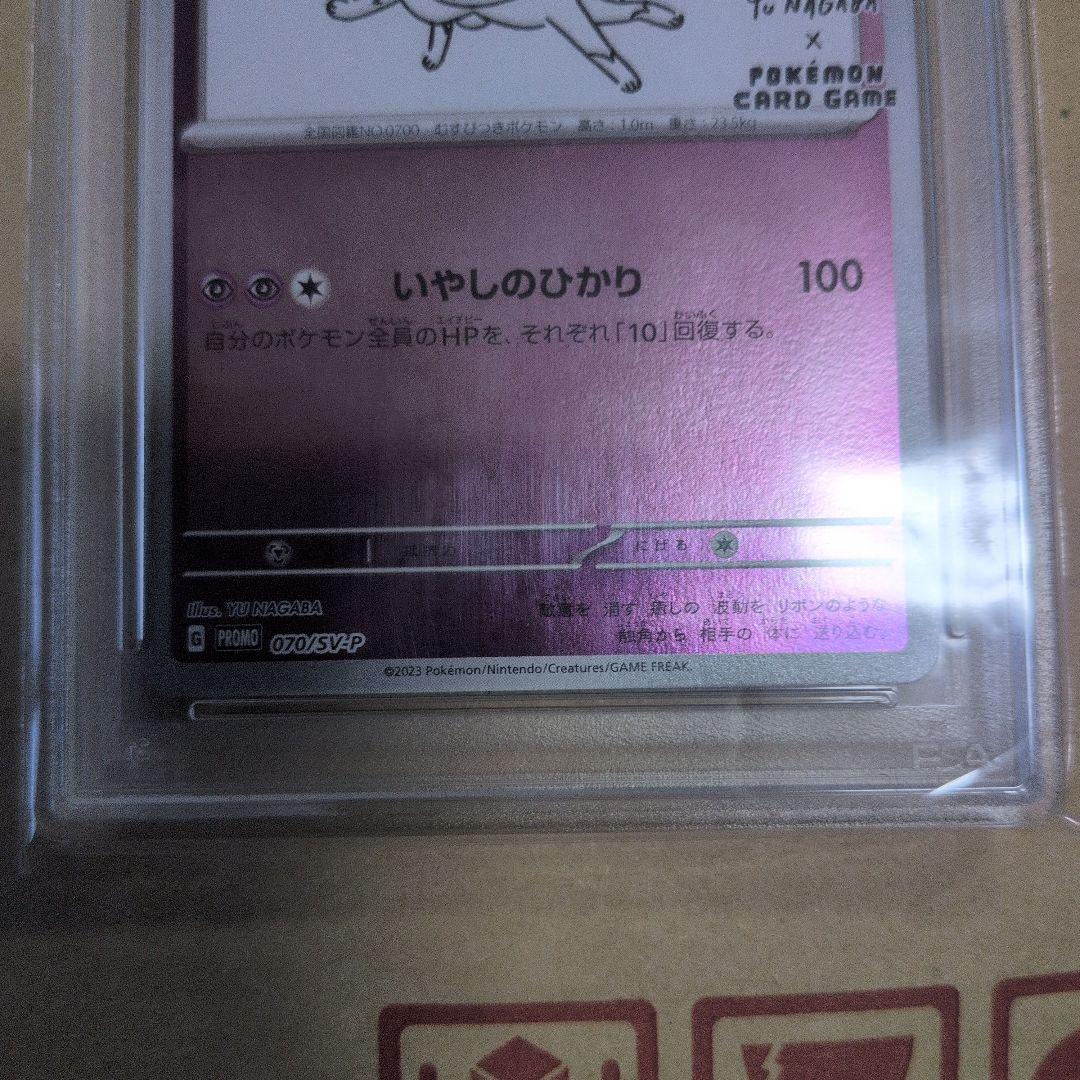 Yu NAGABA
×
POKÉMON
CARD GAME
全国図鑑NO.0700 むすびつきポケモン 高さ:1.0m 重さ:23.5kg
いやしのひかり 100
自分のポケモン全員のHPを、それぞれ「10」回復する。
にげる
Illus. YU NAGABA
敵意を 消す 癒しの 波動を リボンのような
触角から 相手の 体に 送り込む。
G PROMO 070/SV-P
©2023 Pokémon/Nintendo/Creatures/GAME FREAK.